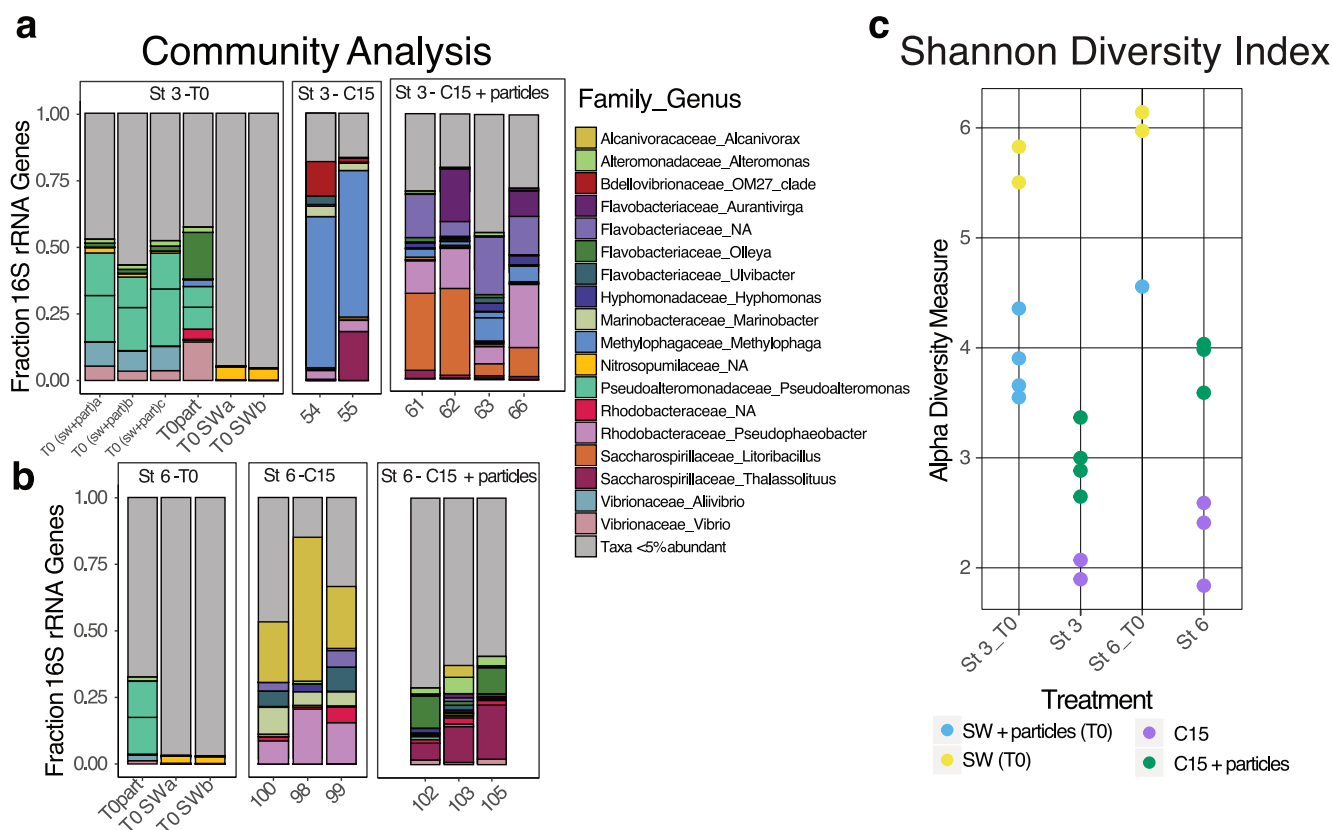 a
Community Analysis
St 3 -T0
St 3 - C15
St 3 - C15 + particles
Fraction 16S rRNA Genes
1.00
0.75
0.50
0.25
0.00
T0 (sw+part)a
T0 (sw+part)b
T0 (sw+part)c
T0part
T0 SWa
T0 SWb
54
55
61
62
63
66
b
St 6 -T0
St 6 -C15
St 6 - C15 + particles
Fraction 16S rRNA Genes
1.00
0.75
0.50
0.25
0.00
T0part
T0 SWa
T0 SWb
100
98
99
102
103
105
Family_Genus
Alcanivoracaceae_Alcanivorax
Alteromonadaceae_Alteromonas
Bdellovibrionaceae_OM27_clade
Flavobacteriaceae_Aurantivirga
Flavobacteriaceae_NA
Flavobacteriaceae_Olleya
Flavobacteriaceae_Ulvibacter
Hyphomonadaceae_Hyphomonas
Marinobacteraceae_Marinobacter
Methylophagaceae_Methylophaga
Nitrosopumilaceae_NA
Pseudoalteromonadaceae_Pseudoalteromonas
Rhodobacteraceae_NA
Rhodobacteraceae_Pseudophaeobacter
Saccharospirillaceae_Litoribacillus
Saccharospirillaceae_Thalassolituus
Vibrionaceae_Aliivibrio
Vibrionaceae_Vibrio
Taxa <5% abundant
c
Shannon Diversity Index
Alpha Diversity Measure
6
5
4
3
2
St 3_T0
St 3
St 6_T0
St 6
Treatment
SW + particles (T0)
SW (T0)
C15
C15 + particles